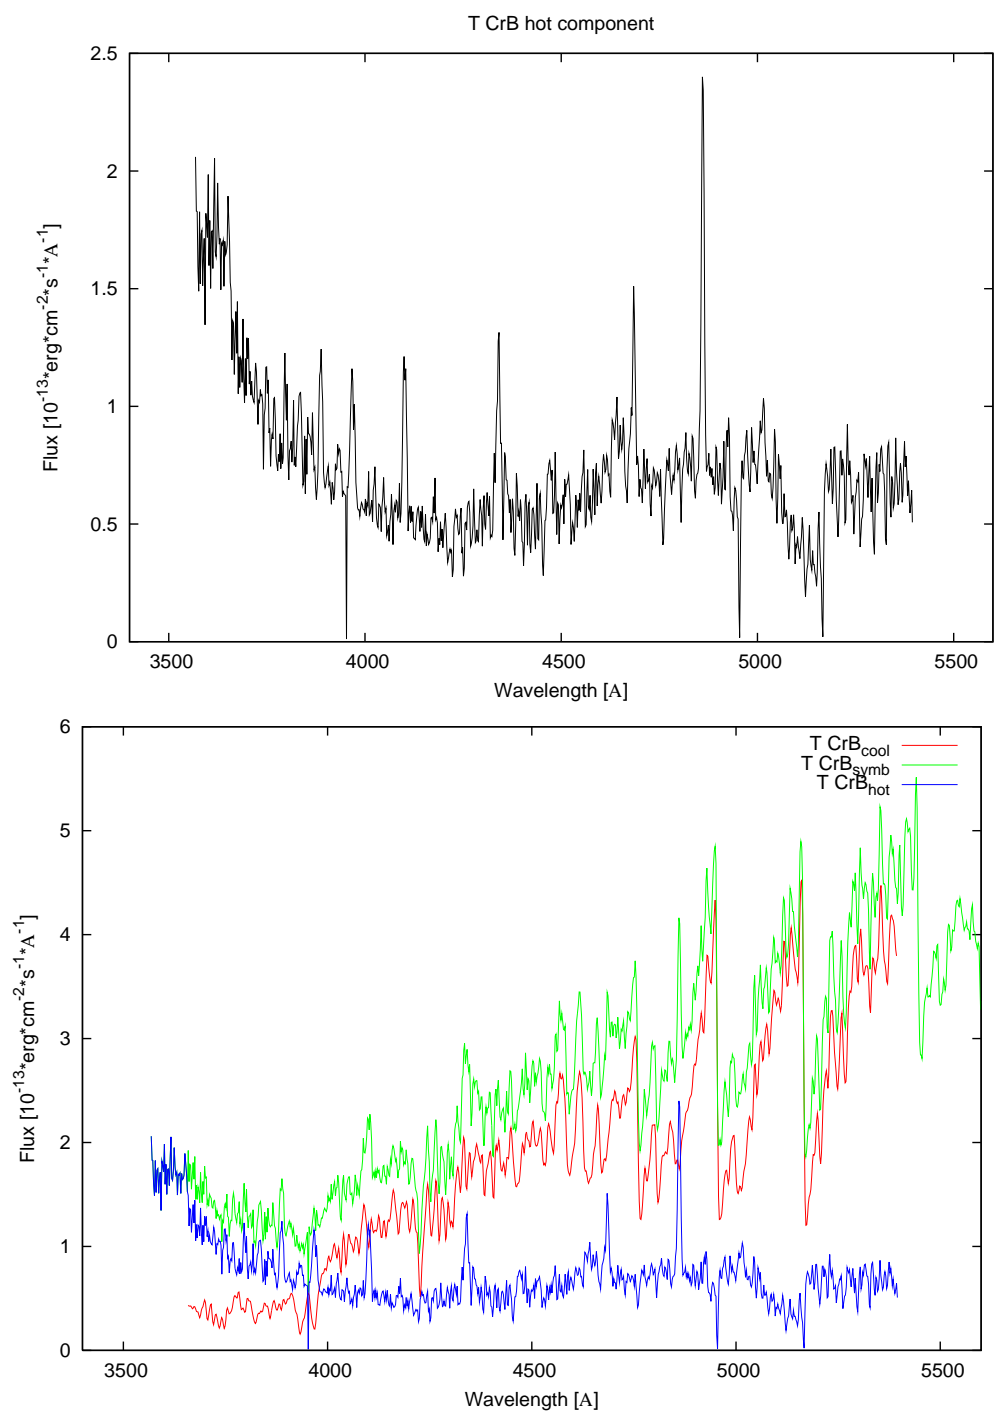 T CrB hot component
2.5
2
1.5
1
0.5
0
Flux [10⁻¹³*erg*cm⁻²*s⁻¹*A⁻¹]
3500 4000 4500 5000 5500
Wavelength [A]
6
5
4
3
2
1
0
Flux [10⁻¹³*erg*cm⁻²*s⁻¹*A⁻¹]
T CrB_cool
T CrB_symb
T CrB_hot
3500 4000 4500 5000 5500
Wavelength [A]